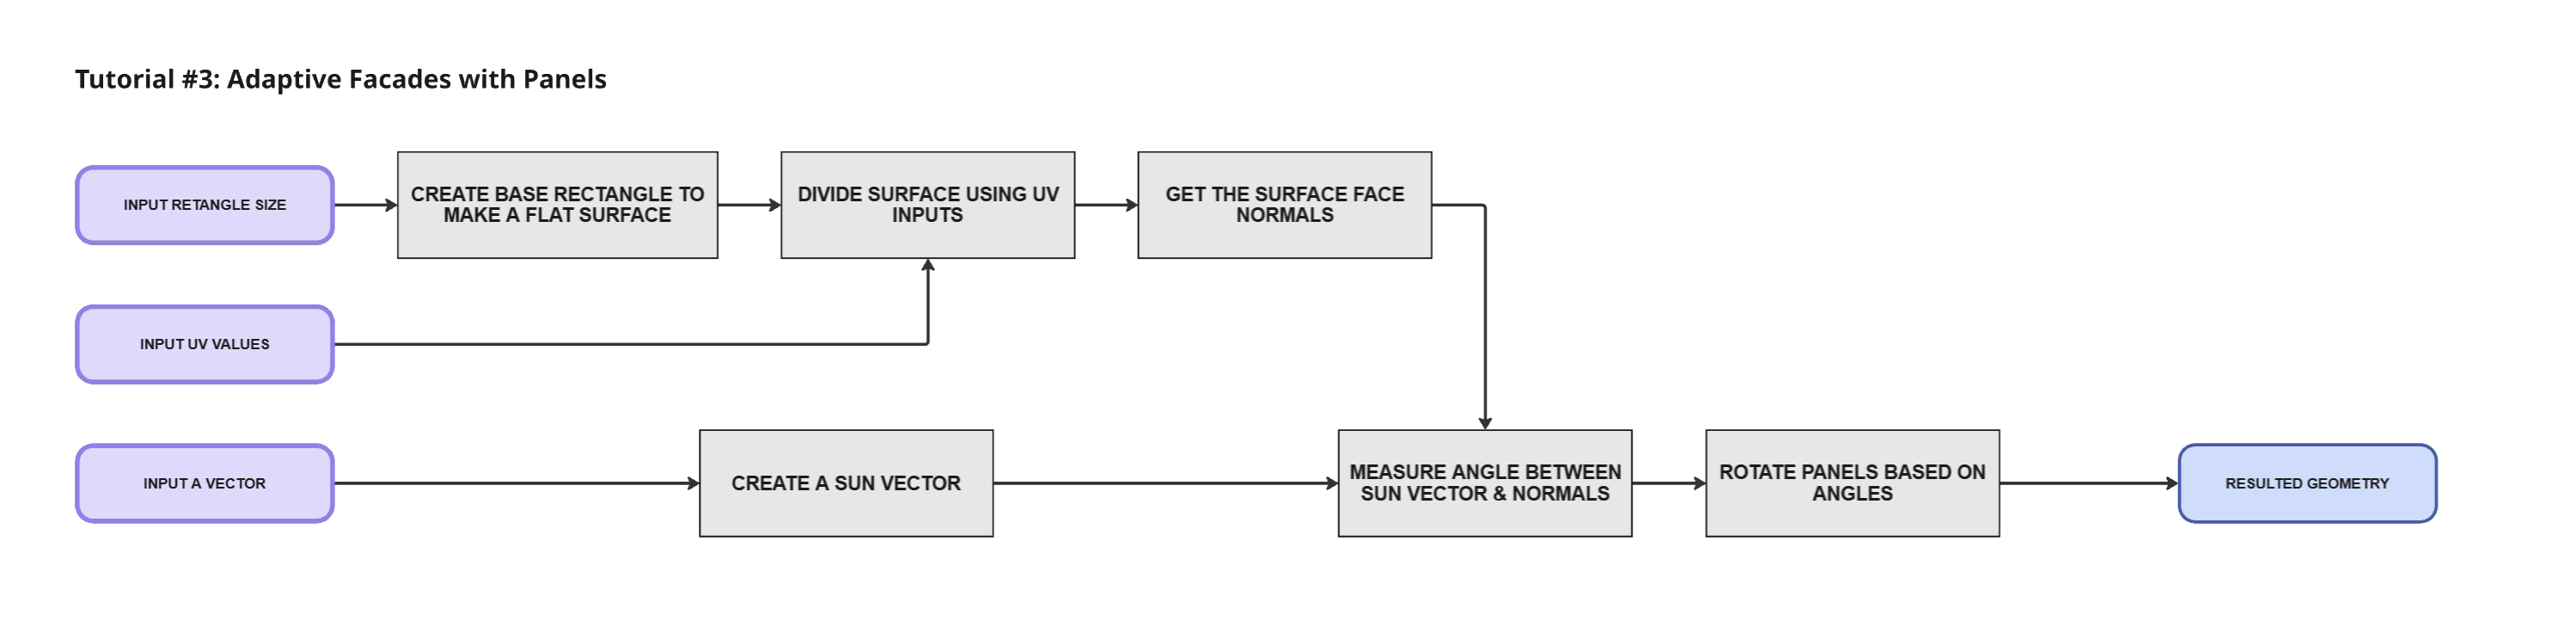 Tutorial #3: Adaptive Facades with Panels
INPUT RETANGLE SIZE
CREATE BASE RECTANGLE TO
MAKE A FLAT SURFACE
DIVIDE SURFACE USING UV
INPUTS
GET THE SURFACE FACE
NORMALS
INPUT UV VALUES
INPUT A VECTOR
CREATE A SUN VECTOR
MEASURE ANGLE BETWEEN
SUN VECTOR & NORMALS
ROTATE PANELS BASED ON
ANGLES
RESULTED GEOMETRY